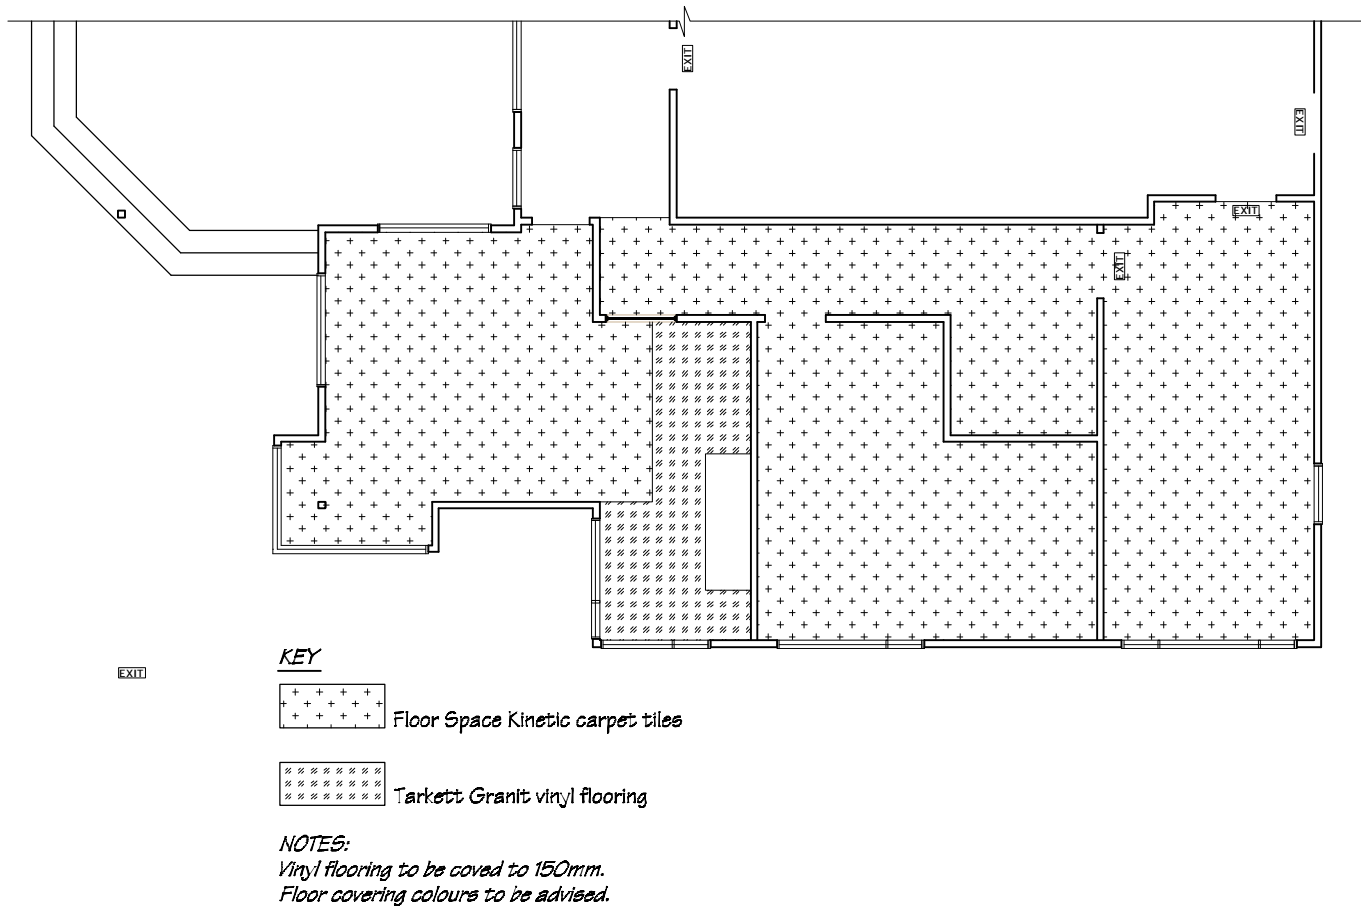 EXIT
EXIT
EXIT
EXIT
EXIT
KEY
Floor Space Kinetic carpet tiles
Tarkett Granit vinyl flooring
NOTES:
Vinyl flooring to be coved to 150mm.
Floor covering colours to be advised.